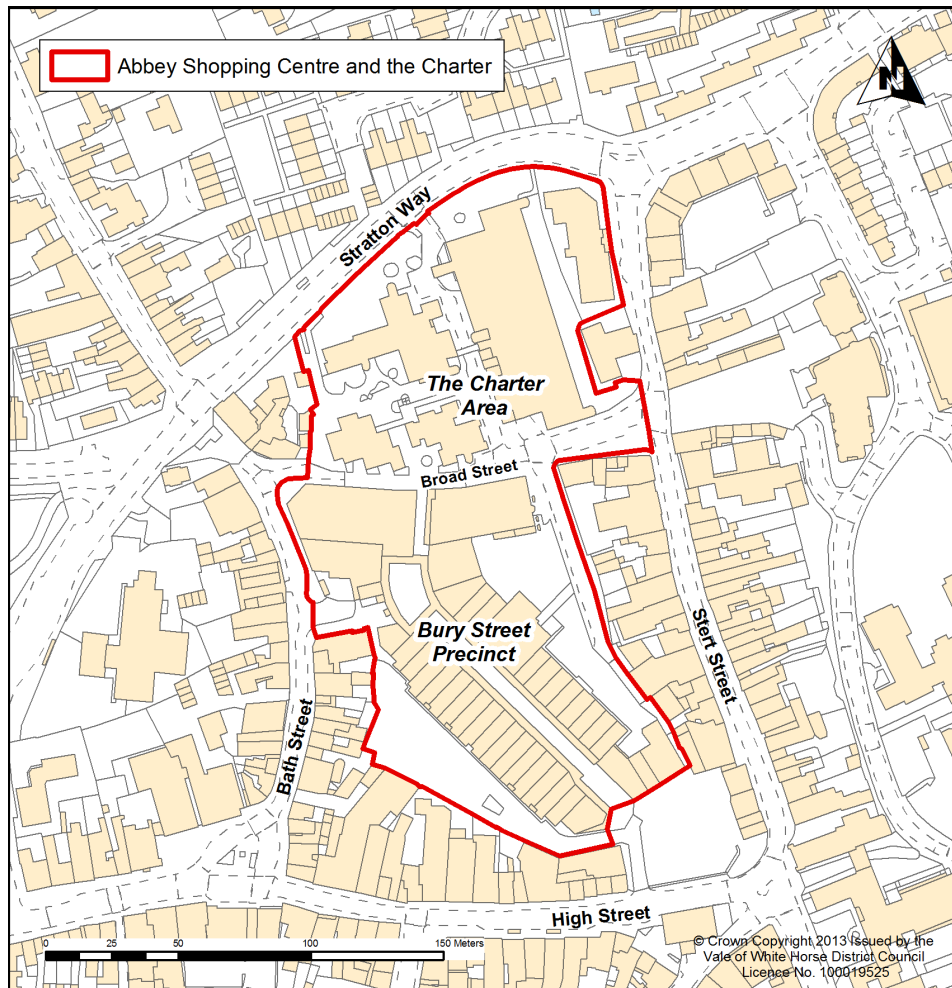 Abbey Shopping Centre and the Charter
N
Stratton Way
The Charter
Area
Broad Street
Bury Street
Precinct
Stert Street
Bath Street
High Street
0 25 50 100 150 Meters
© Crown Copyright 2013 Issued by the
Vale of White Horse District Council
Licence No. 100019525